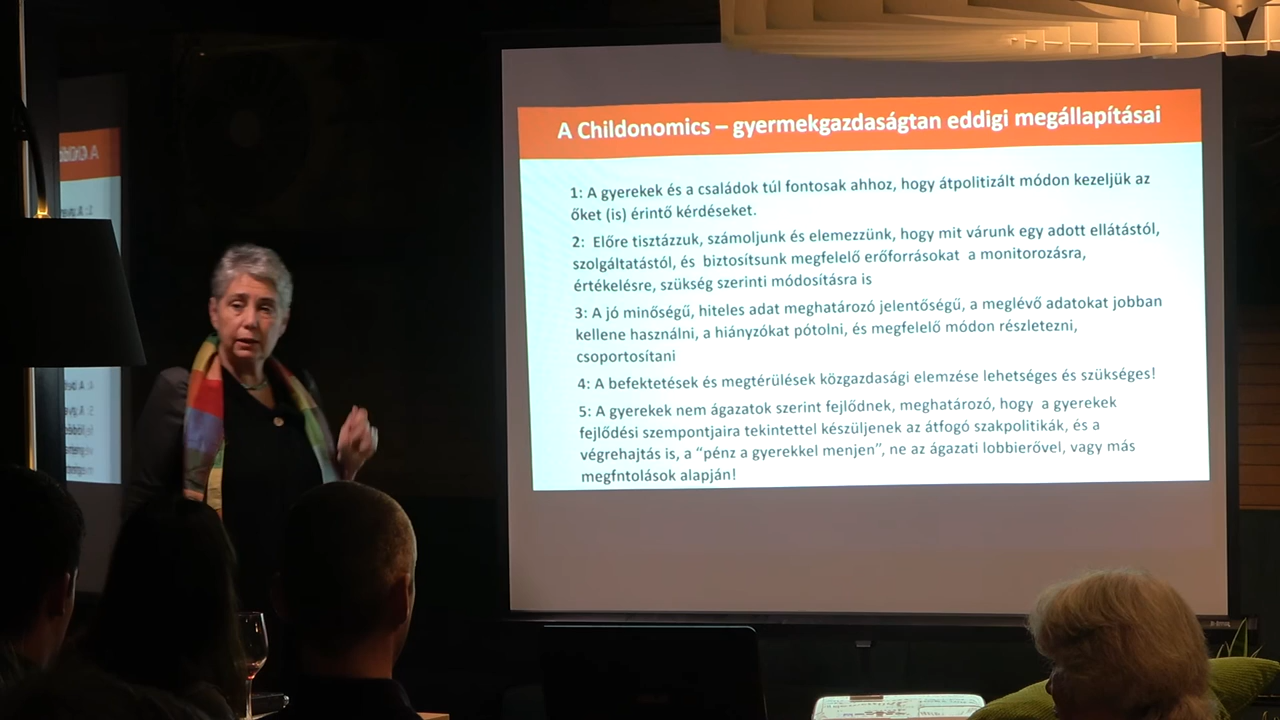 A Childonomics – gyermekgazdaságtan eddigi megállapításai
1: A gyerekek és a családok túl fontosak ahhoz, hogy átpolitizált módon kezeljük az
őket (is) érintő kérdéseket.
2: Előre tisztázzuk, számoljunk és elemezzünk, hogy mit várunk egy adott ellátástól,
szolgáltatástól, és biztosítsunk megfelelő erőforrásokat a monitorozásra,
értékelésre, szükség szerinti módosításra is
3: A jó minőségű, hiteles adat meghatározó jelentőségű, a meglévő adatokat jobban
kellene használni, a hiányzókat pótolni, és megfelelő módon részletezni,
csoportosítani
4: A befektetések és megtérülések közgazdasági elemzése lehetséges és szükséges!
5: A gyerekek nem ágazatok szerint fejlődnek, meghatározó, hogy a gyerekek
fejlődési szempontjaira tekintettel készüljenek az átfogó szakpolitikák, és a
végrehajtás is, a “pénz a gyerekkel menjen”, ne az ágazati lobbierővel, vagy más
megfntolások alapján!